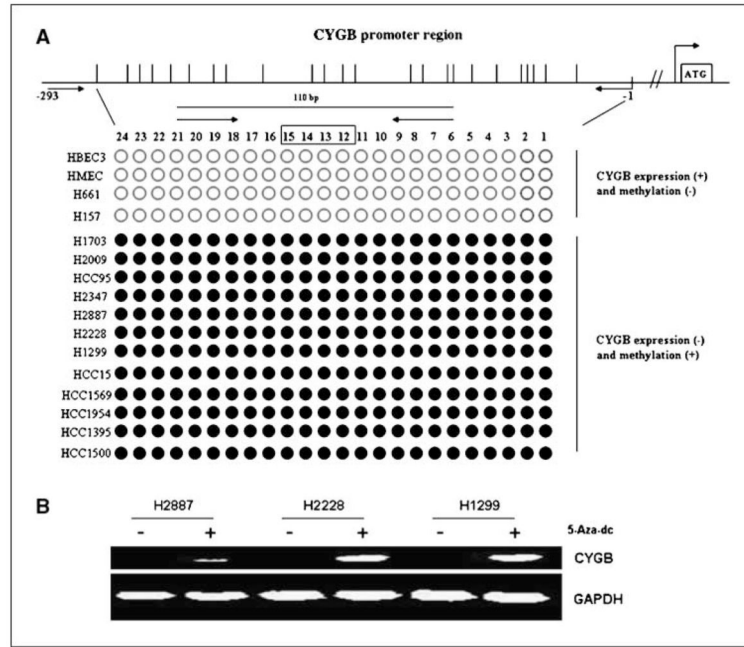 A
CYGB promoter region
ATG
-293
-1
110 bp
24 23 22 21 20 19 18 17 16 15 14 13 12 11 10 9 8 7 6 5 4 3 2 1
HBEC3
HMEC
H661
H157
CYGB expression (+)
and methylation (-)
H1703
H2009
HCC95
H2347
H2887
H2228
H1299
HCC15
HCC1569
HCC1954
HCC1395
HCC1500
CYGB expression (-)
and methylation (+)
B
H2887 H2228 H1299
- + - + - + 5-Aza-dc
CYGB
GAPDH